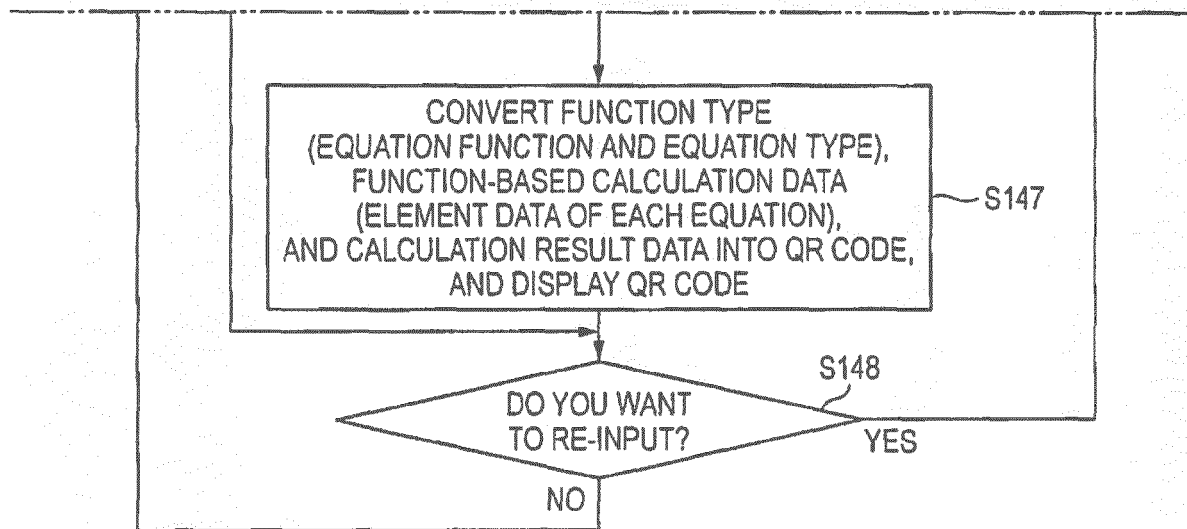 CONVERT FUNCTION TYPE
(EQUATION FUNCTION AND EQUATION TYPE),
FUNCTION-BASED CALCULATION DATA
(ELEMENT DATA OF EACH EQUATION),
AND CALCULATION RESULT DATA INTO QR CODE,
AND DISPLAY QR CODE
S147
S148
DO YOU WANT
TO RE-INPUT?
YES
NO